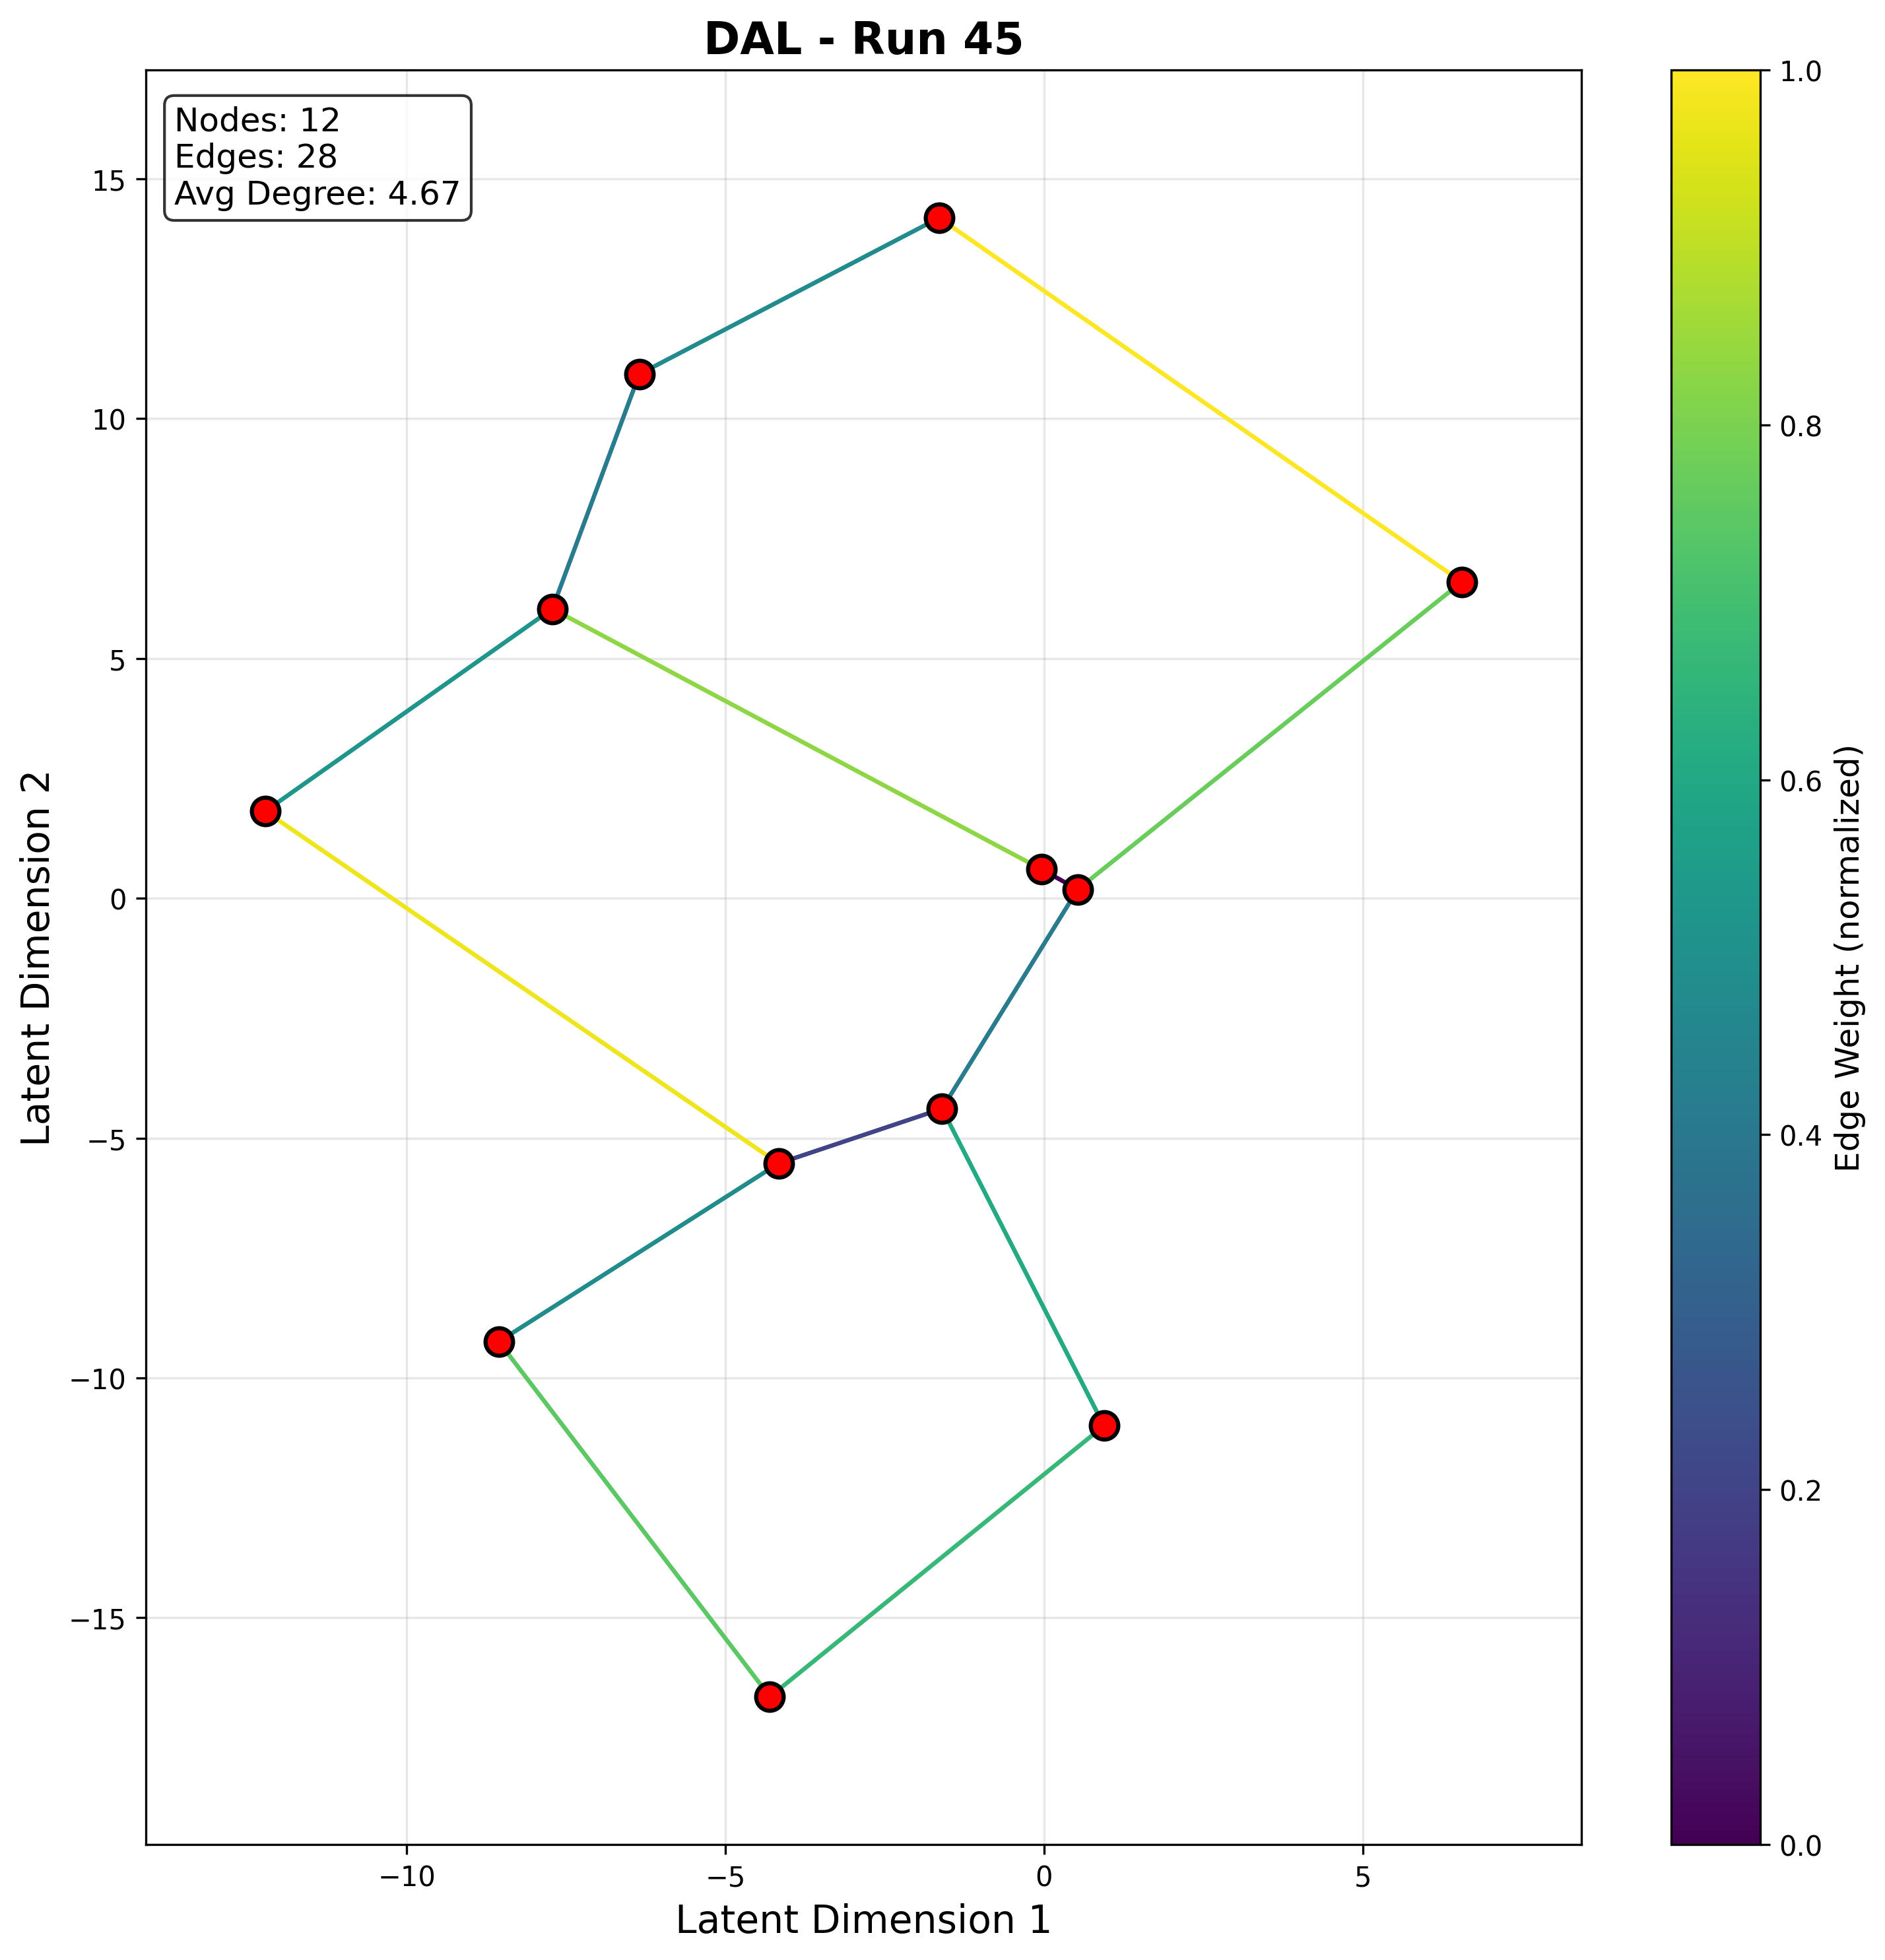 DAL - Run 45
Nodes: 12
Edges: 28
Avg Degree: 4.67
15
10
5
0
−5
−10
−15
Latent Dimension 2
−10
−5
0
5
Latent Dimension 1
1.0
0.8
0.6
0.4
0.2
0.0
Edge Weight (normalized)